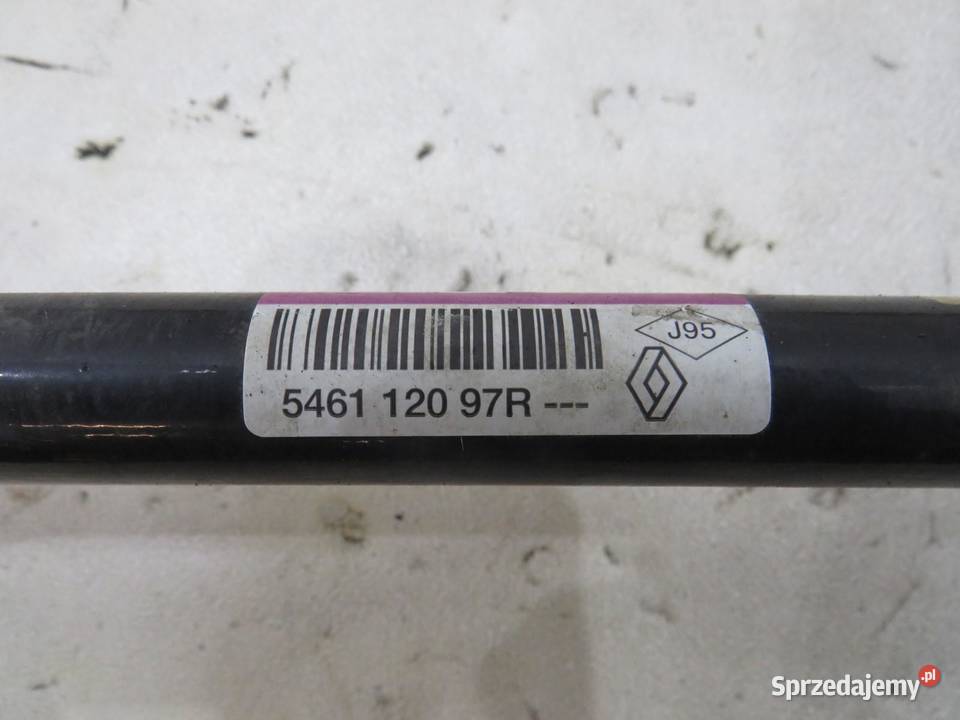 J95
5461 120 97R ---
Sprzedajemy.pl